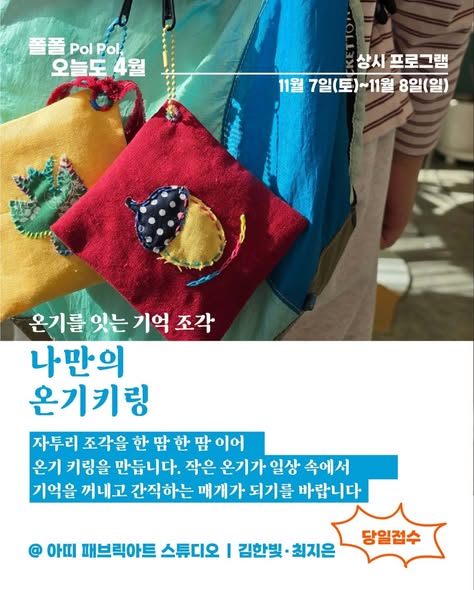 폴폴 Pol Pol,
오늘도 4월
상시 프로그램
11월 7일(토)~11월 8일(일)
온기를 잇는 기억 조각
나만의
온기키링
자투리 조각을 한 땀 한 땀 이어
온기 키링을 만듭니다. 작은 온기가 일상 속에서
기억을 꺼내고 간직하는 매개가 되기를 바랍니다
당일접수
@ 아띠 패브릭아트 스튜디오 | 김한빛·최지은